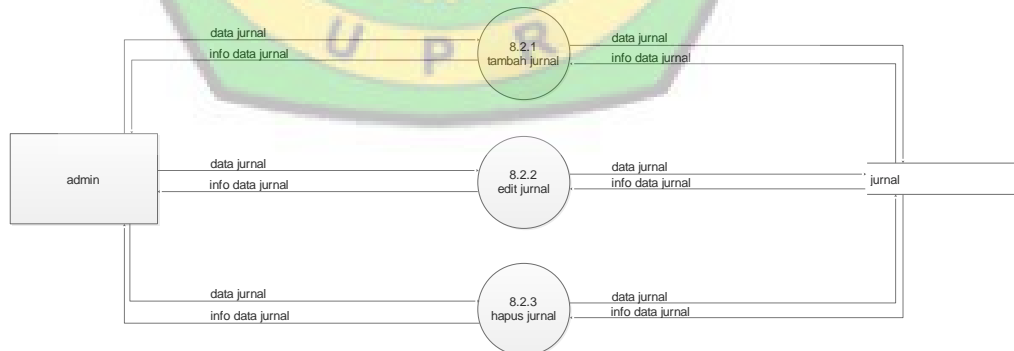 U P R
data jurnal
info data jurnal
8.2.1
tambah jurnal
data jurnal
info data jurnal
admin
data jurnal
info data jurnal
8.2.2
edit jurnal
data jurnal
info data jurnal
jurnal
data jurnal
info data jurnal
8.2.3
hapus jurnal
data jurnal
info data jurnal